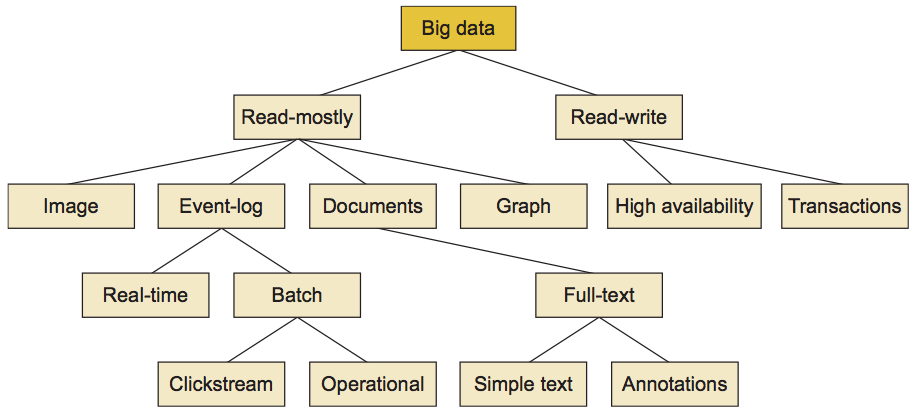 Big data
Read-mostly
Read-write
Image
Event-log
Documents
Graph
High availability
Transactions
Real-time
Batch
Full-text
Clickstream
Operational
Simple text
Annotations